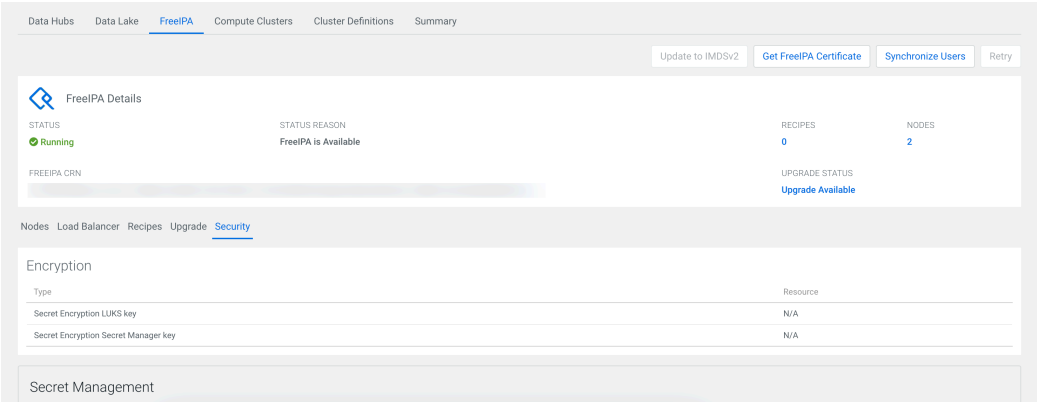 Data Hubs Data Lake FreeIPA Compute Clusters Cluster Definitions Summary
Update to IMDSv2 Get FreeIPA Certificate Synchronize Users Retry
FreeIPA Details
STATUS STATUS REASON RECIPES NODES
Running FreeIPA is Available 0 2
FREEIPA CRN UPGRADE STATUS
Upgrade Available
Nodes Load Balancer Recipes Upgrade Security
Encryption
Type Resource
Secret Encryption LUKS key N/A
Secret Encryption Secret Manager key N/A
Secret Management